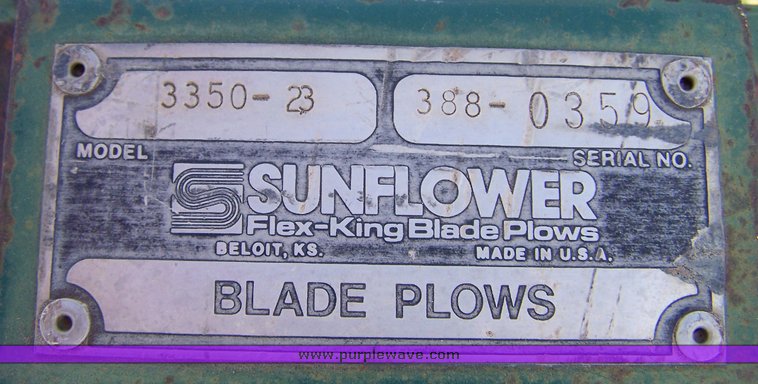 3350-23 388-0359
MODEL SERIAL NO.
SUNFLOWER
Flex-King Blade Plows
BELOIT, KS. MADE IN U.S.A.
BLADE PLOWS
www.purplewave.com